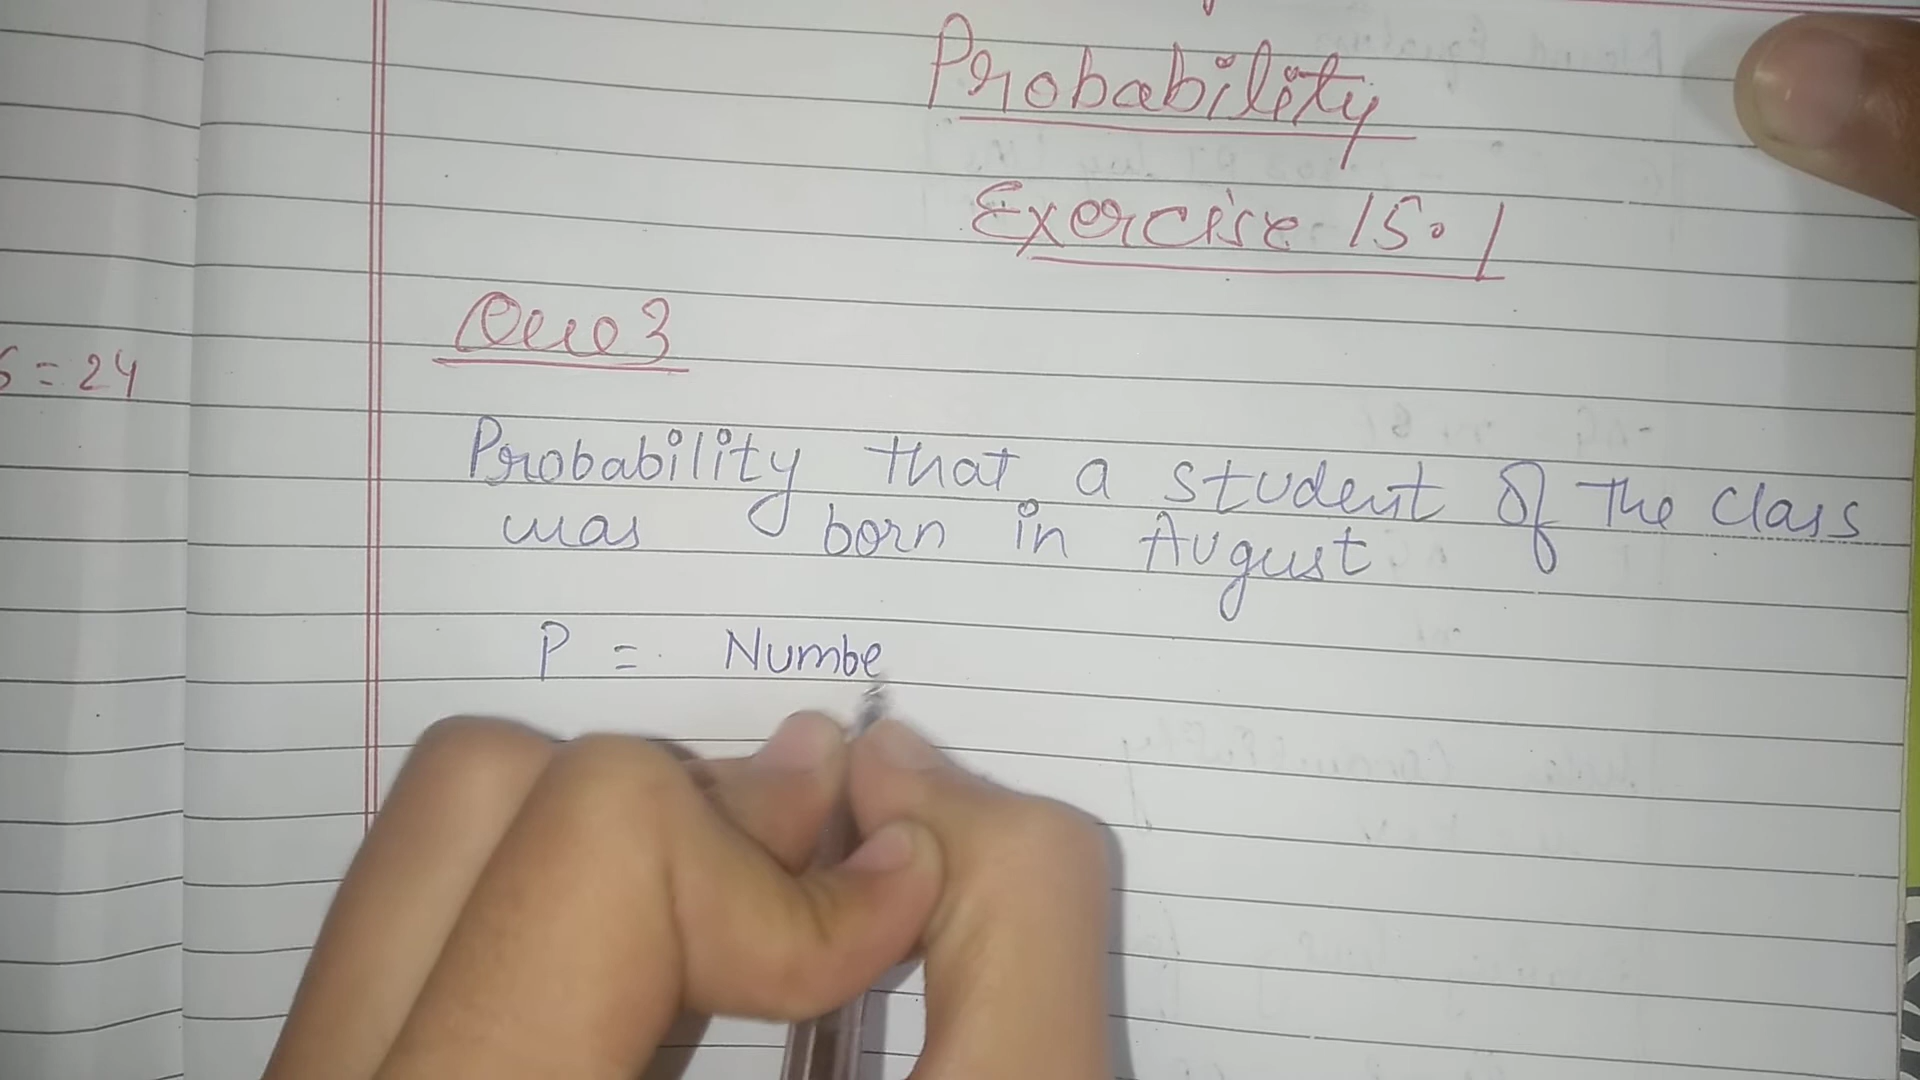 Probability
Exercise 15.1
Que 3
= 24
Probability that a student of the class
was born in August
P = Numbe